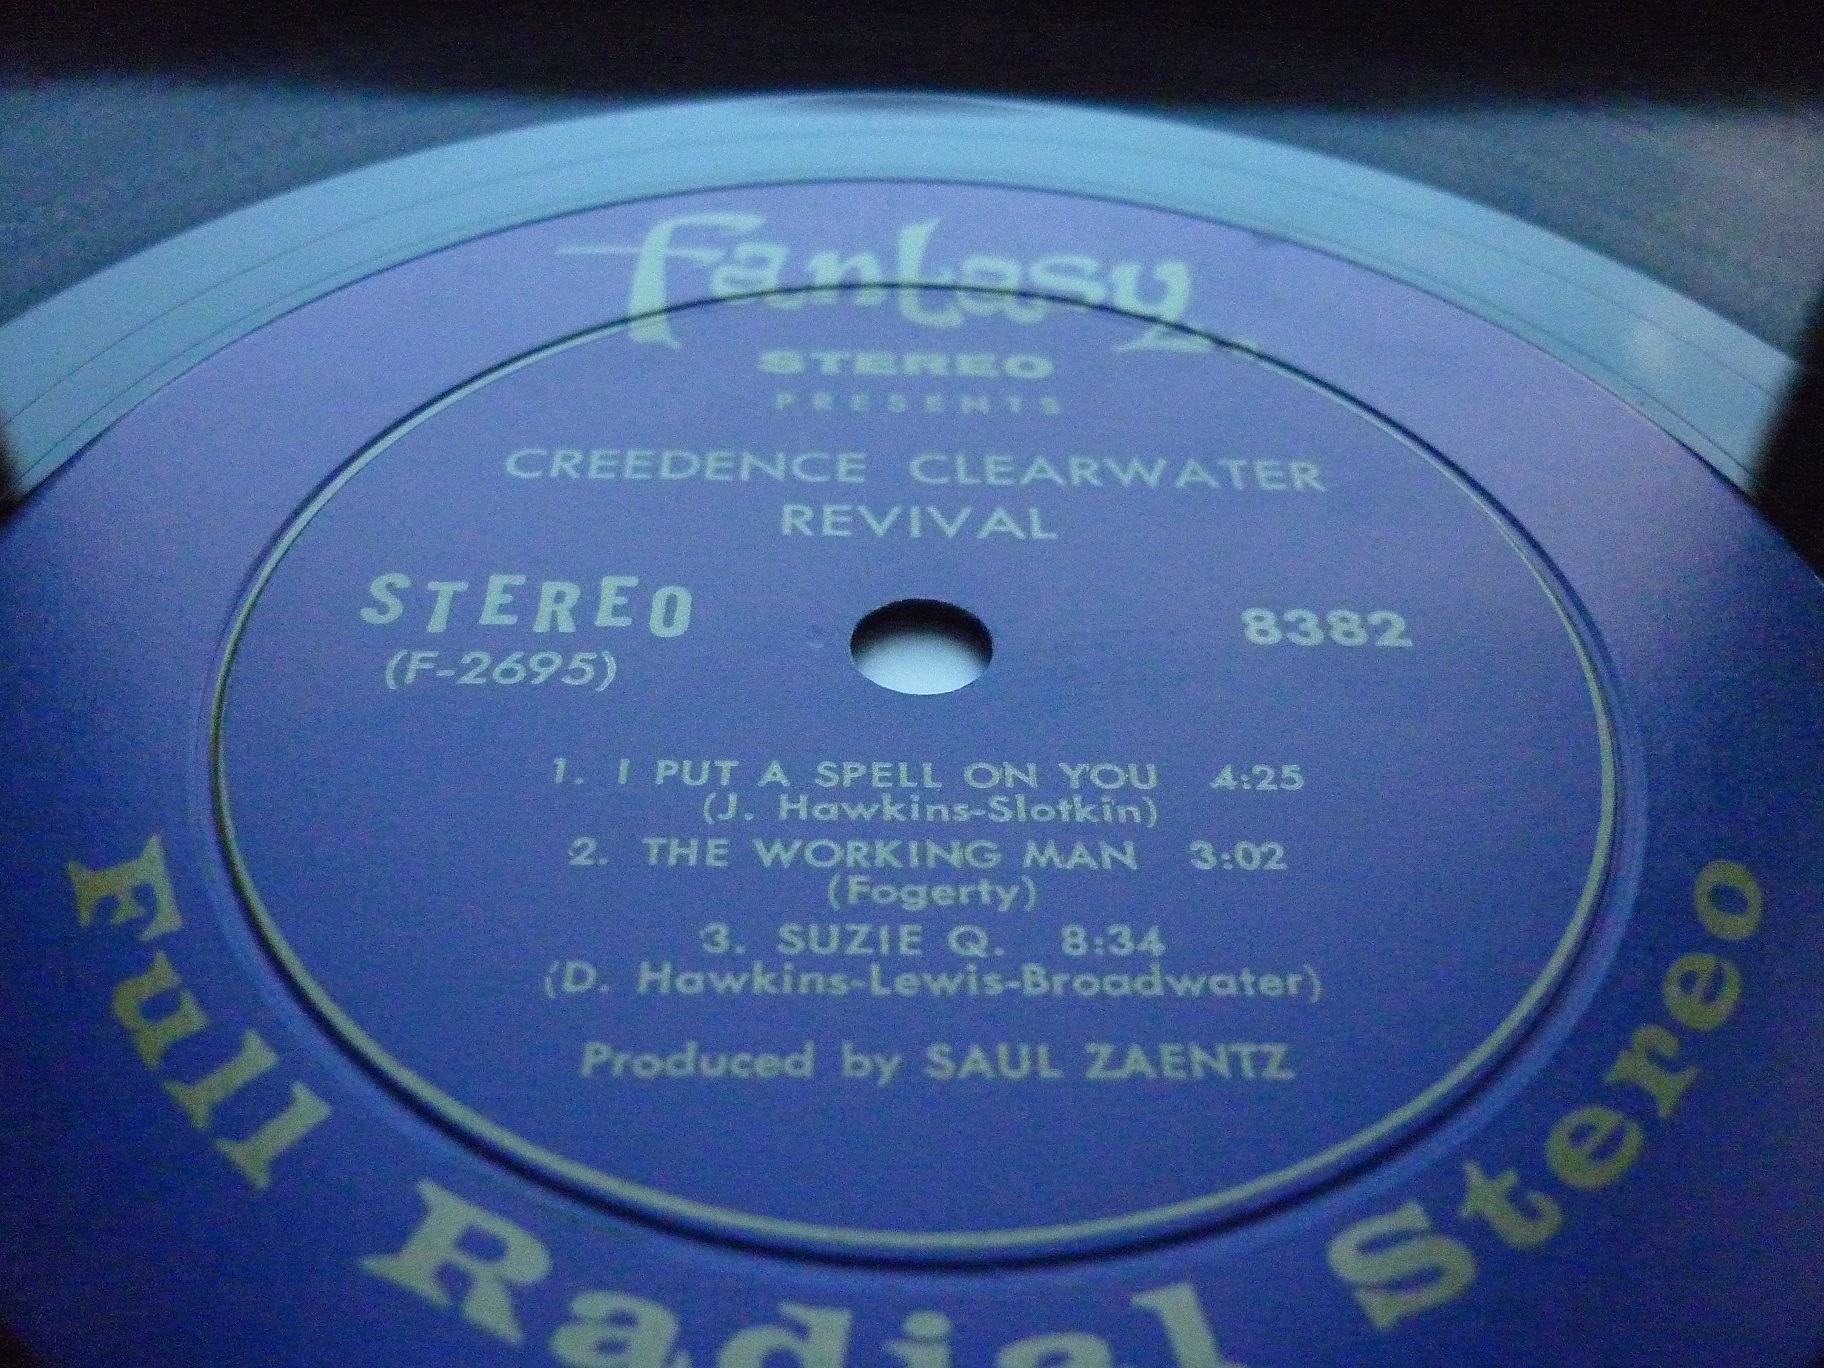 Fantasy
STEREO
PRESENTS
CREEDENCE CLEARWATER
REVIVAL
STEREO
8382
(F-2695)
1. I PUT A SPELL ON YOU 4:25
(J. Hawkins-Slotkin)
2. THE WORKING MAN 3:02
(Fogerty)
3. SUZIE Q. 8:34
(D. Hawkins-Lewis-Broadwater)
Produced by SAUL ZAENTZ
Full Radial Stereo